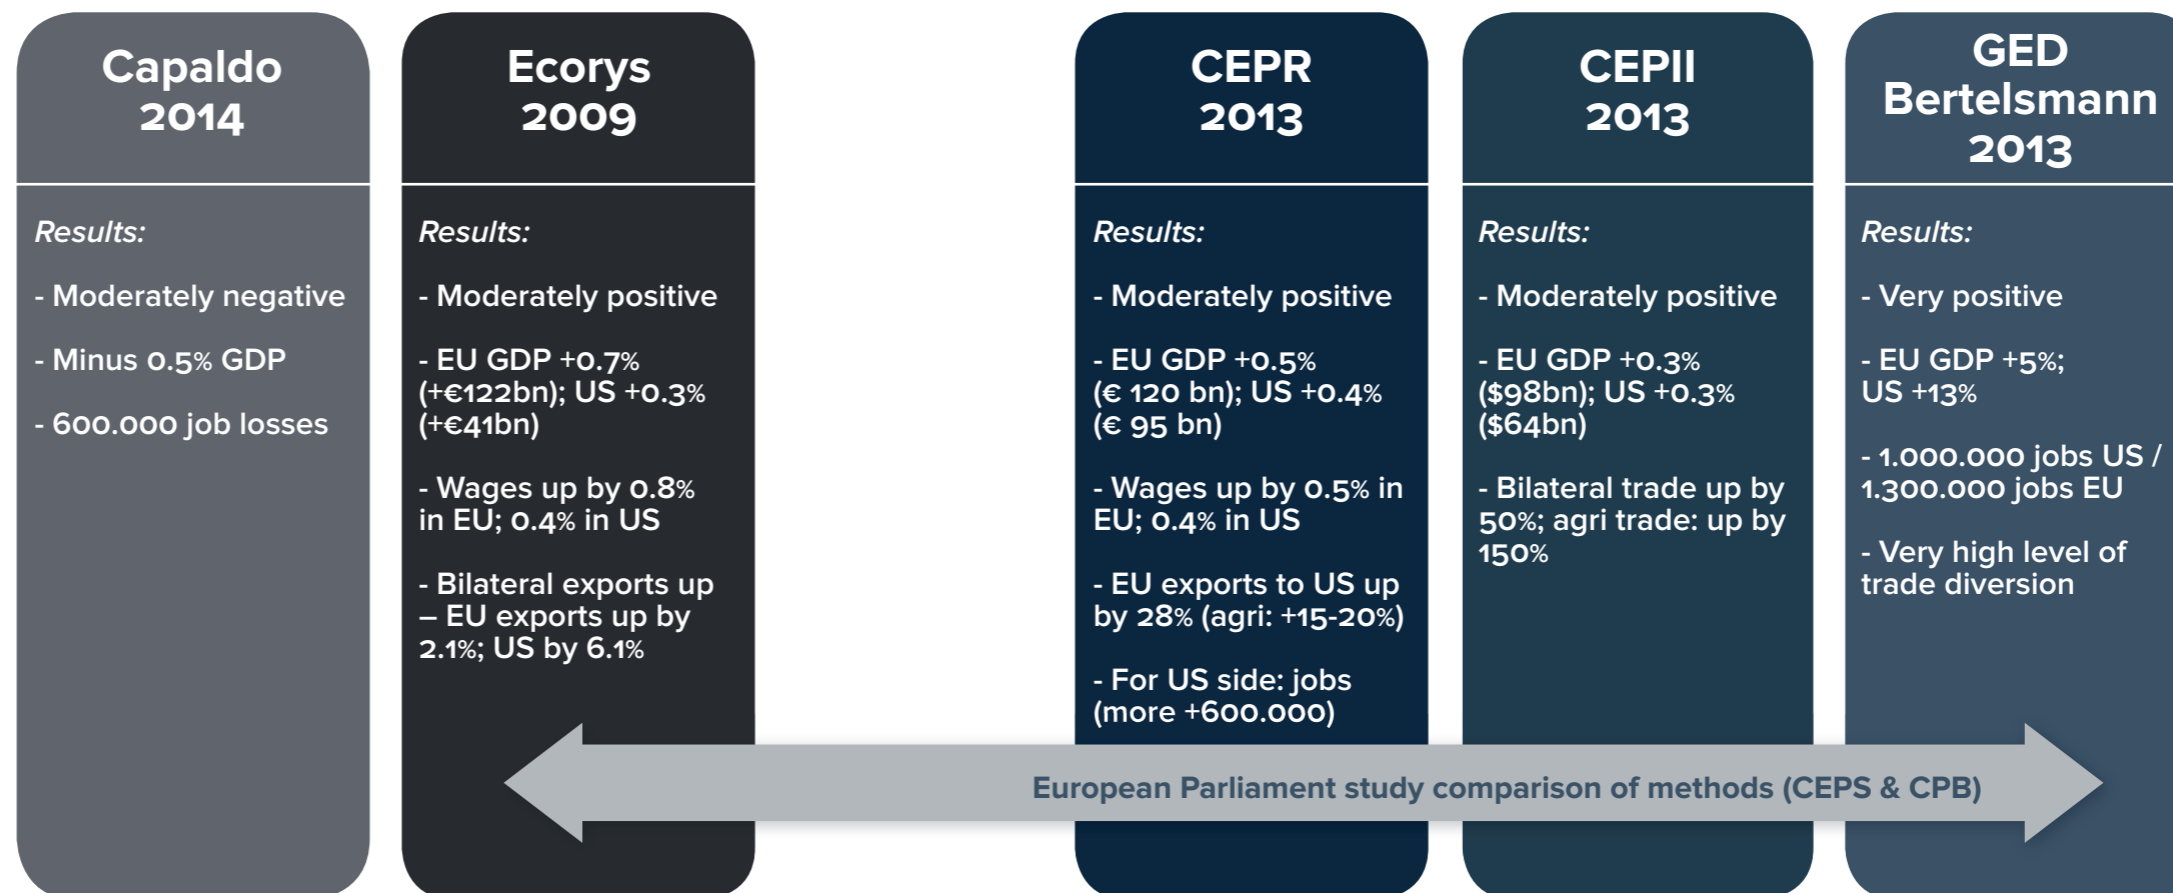 Capaldo
2014
Results:
- Moderately negative
- Minus 0.5% GDP
- 600.000 job losses
Ecorys
2009
Results:
- Moderately positive
- EU GDP +0.7%
(+€122bn); US +0.3%
(+€41bn)
- Wages up by 0.8%
in EU; 0.4% in US
- Bilateral exports up
– EU exports up by
2.1%; US by 6.1%
CEPR
2013
Results:
- Moderately positive
- EU GDP +0.5%
(€ 120 bn); US +0.4%
(€ 95 bn)
- Wages up by 0.5% in
EU; 0.4% in US
- EU exports to US up
by 28% (agri: +15-20%)
- For US side: jobs
(more +600.000)
CEPII
2013
Results:
- Moderately positive
- EU GDP +0.3%
($98bn); US +0.3%
($64bn)
- Bilateral trade up by
50%; agri trade: up by
150%
GED
Bertelsmann
2013
Results:
- Very positive
- EU GDP +5%;
US +13%
- 1.000.000 jobs US /
1.300.000 jobs EU
- Very high level of
trade diversion
European Parliament study comparison of methods (CEPS & CPB)